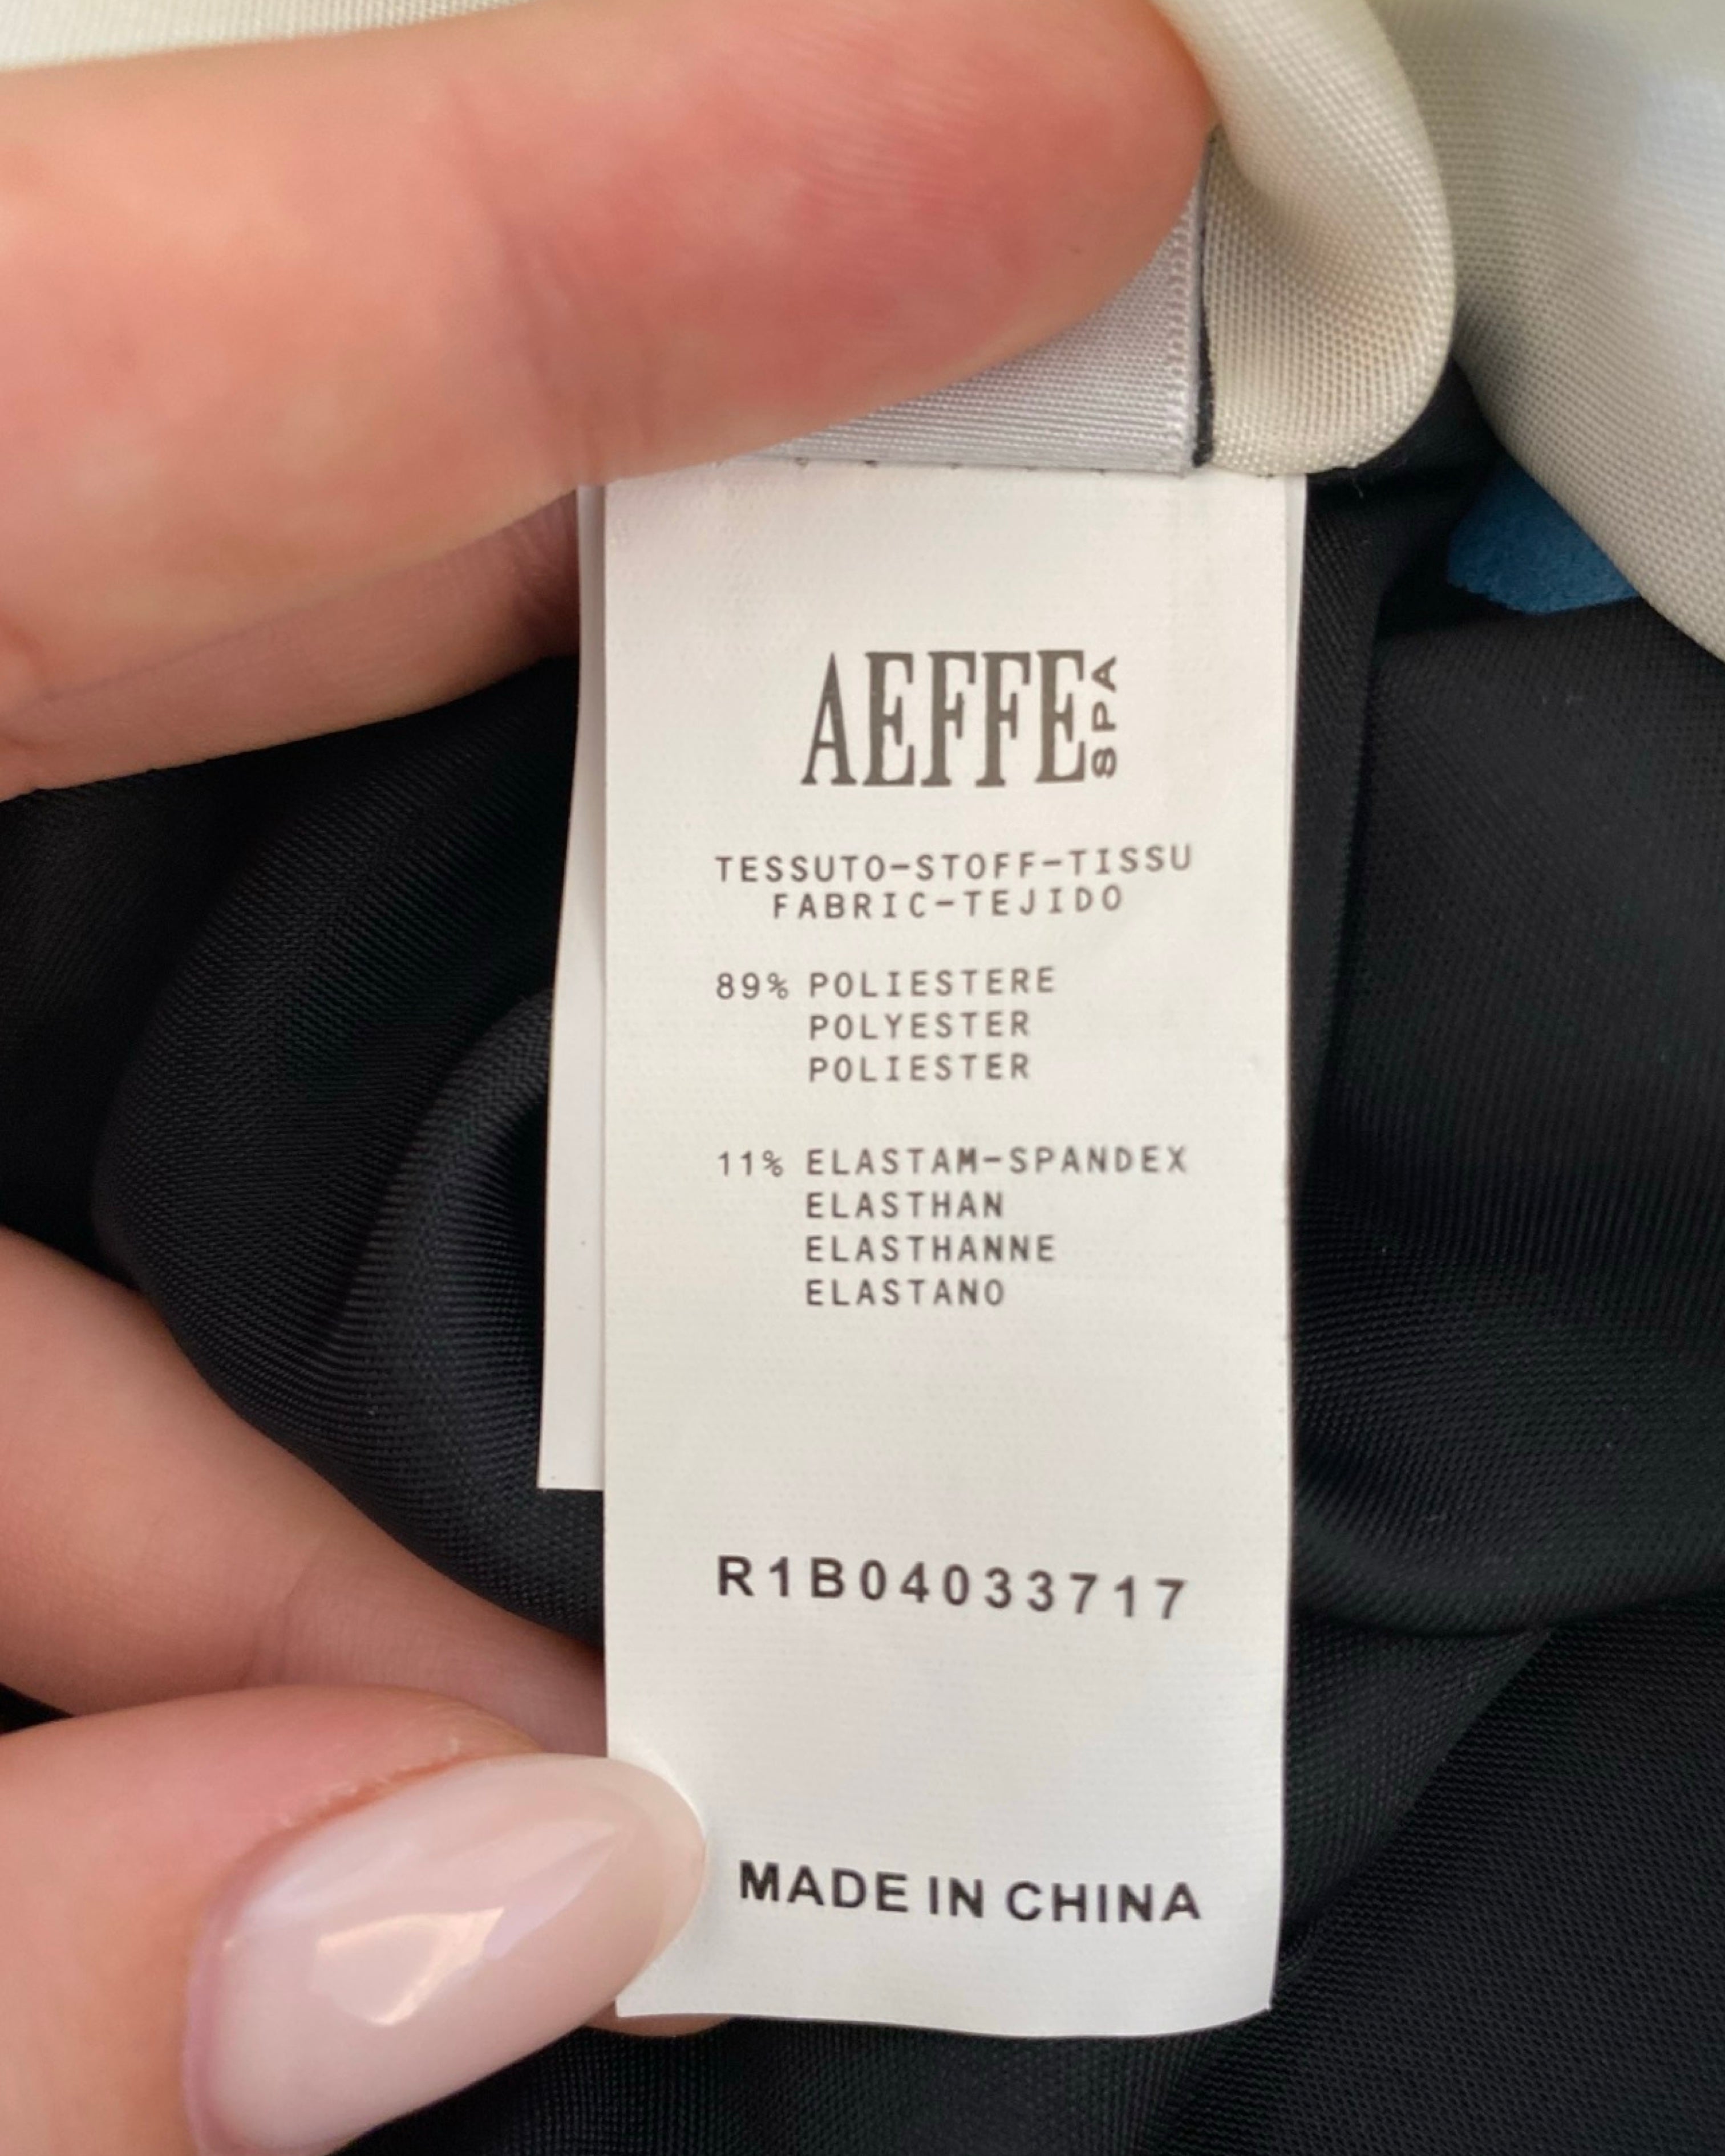 AEFFE SPA
TESSUTO-STOFF-TISSU
FABRIC-TEJIDO
89% POLIESTERE
POLYESTER
POLIESTER
11% ELASTAM-SPANDEX
ELASTHAN
ELASTHANNE
ELASTANO
R1B04033717
MADE IN CHINA